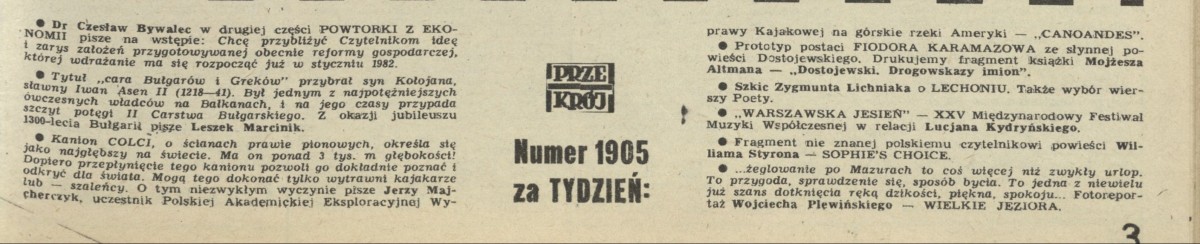 ● Dr Czesław Bywalec w drugiej części POWTORKI Z EKO-
NOMII pisze na wstępie: Chcę przybliżyć Czytelnikom ideę
i zarys założeń przygotowywanej obecnie reformy gospodarczej,
której wdrażanie ma się rozpocząć już w styczniu 1982.
● Tytuł „cara Bułgarów i Greków" przybrał syn Kołojana,
sławny Iwan Asen II (1218—41). Był jednym z najpotężniejszych
ówczesnych władców na Bałkanach, i na jego czasy przypada
szczyt potęgi II Carstwa Bułgarskiego. Z okazji jubileuszu
1300-lecia Bułgarii pisze Leszek Marcinik.
● Kanion COLCI, o ścianach prawie pionowych, określa się
jako najgłębszy na świecie. Ma on ponad 3 tys. m głębokości!
Dopiero przepłynięcie tego kanionu pozwoli go dokładnie poznać i
odkryć dla świata. Mogą tego dokonać tylko wytrawni kajakarze
lub — szaleńcy. O tym niezwykłym wyczynie pisze Jerzy Maj-
cherczyk, uczestnik Polskiej Akademickiej Eksploracyjnej Wy-
PRZE
KRÓJ
Numer 1905
za TYDZIEŃ:
prawy Kajakowej na górskie rzeki Ameryki — „CANOANDES".
● Prototyp postaci FIODORA KARAMAZOWA ze słynnej po-
wieści Dostojewskiego. Drukujemy fragment książki Mojżesza
Altmana — „Dostojewski. Drogowskazy imion".
● Szkic Zygmunta Lichniaka o LECHONIU. Także wybór wier-
szy Poety.
● „WARSZAWSKA JESIEŃ" — XXV Międzynarodowy Festiwal
Muzyki Współczesnej w relacji Lucjana Kydryńskiego.
● Fragment nie znanej polskiemu czytelnikowi powieści Wil-
liama Styrona — SOPHIE'S CHOICE.
● ...żeglowanie po Mazurach to coś więcej niż zwykły urlop.
To przygoda, sprawdzenie się, sposób bycia. To jedna z niewielu
już szans dotknięcia ręką dzikości, piękna, spokoju... Fotorepor-
taż Wojciecha Plewińskiego — WIELKIE JEZIORA.
3